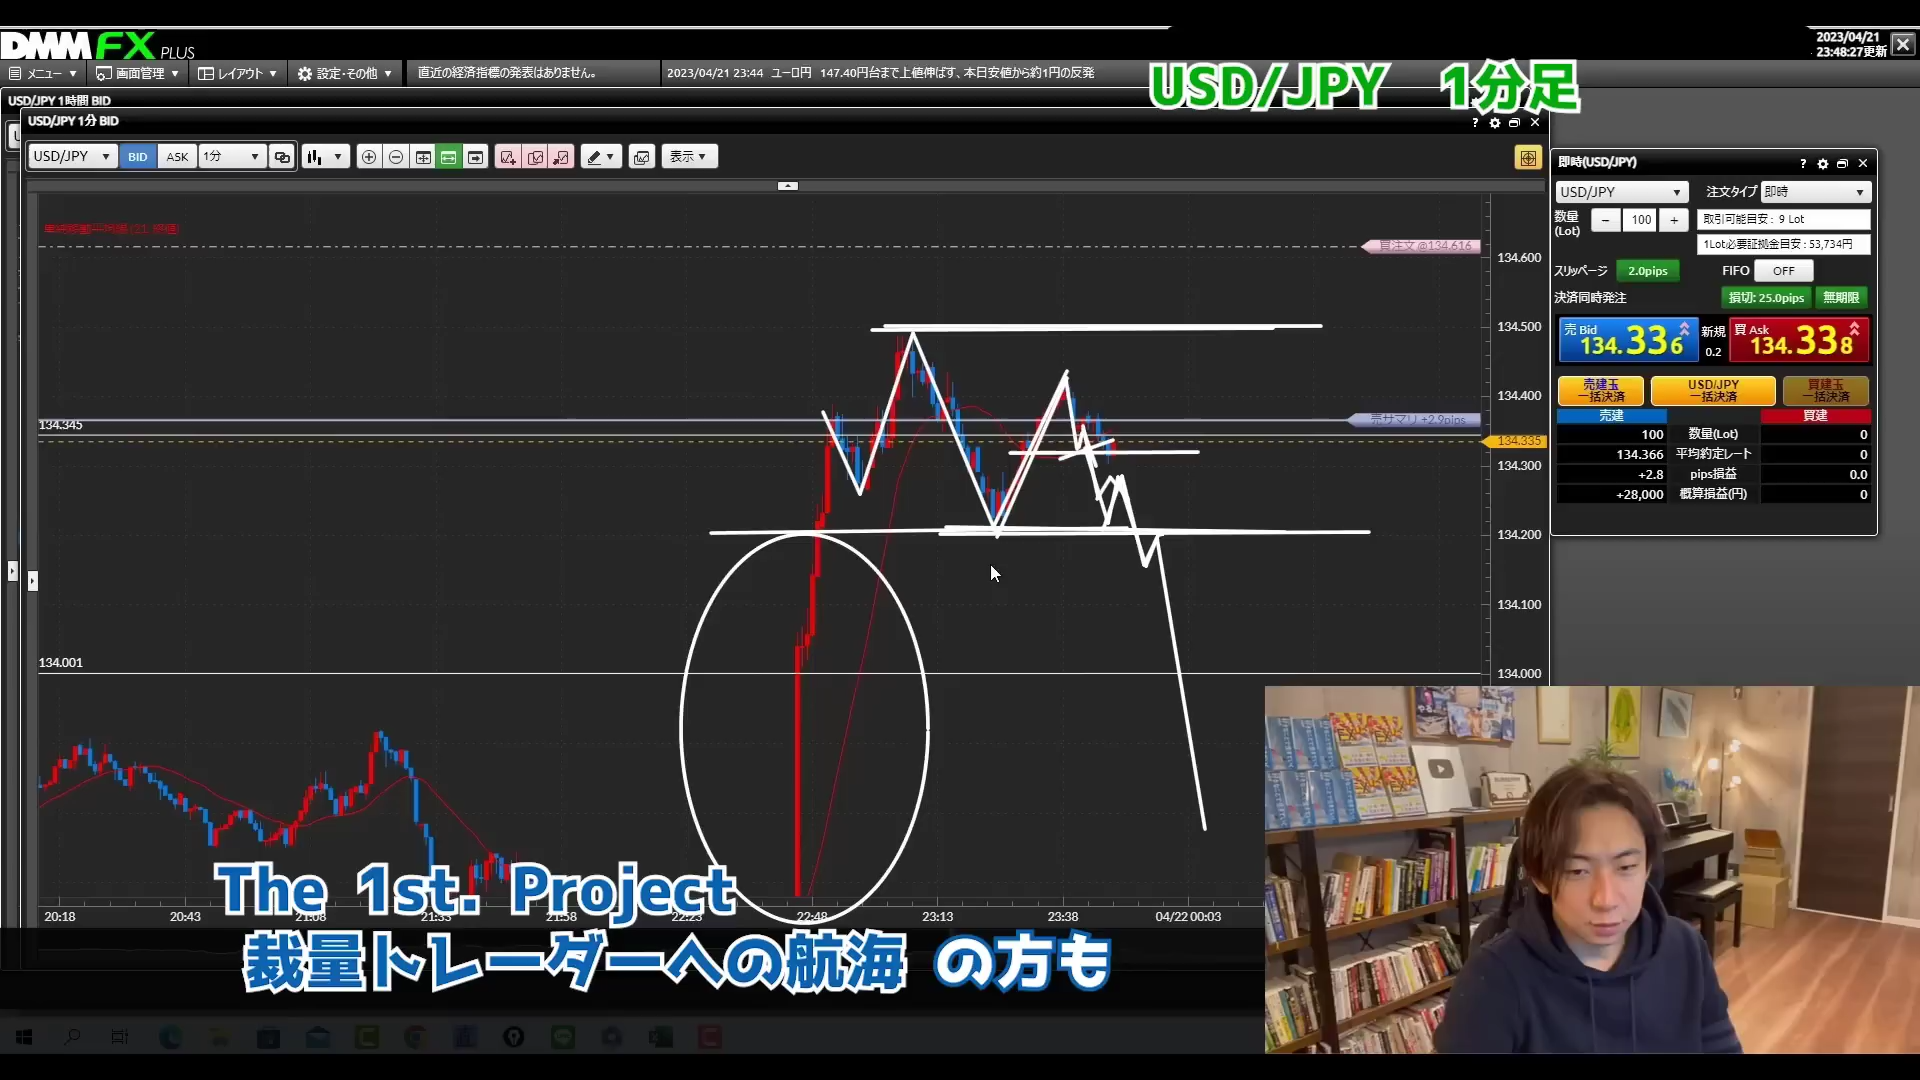 DMM FX PLUS
2023/04/21
23:48:27更新
メニュー 画面管理 レイアウト 設定・その他 直近の経済指標の発表はありません。 2023/04/21 23:44 ユーロ円 147.40円台まで上値伸ばす、本日安値から約1円の反発
USD/JPY 1分足
USD/JPY 1時間 BID
USD/JPY 1分 BID
USD/JPY BID ASK 1分 表示
買注文@134.616
134.600
134.500
134.400
売サマリ +2.9pips
134.345
134.335
134.300
134.200
134.100
134.001
134.000
20:18 20:43 21:08 21:33 21:58 22:23 22:48 23:13 23:38 04/22 00:03
即時(USD/JPY)
USD/JPY 注文タイプ 即時
数量(Lot) 100 取引可能目安 : 9 Lot
1Lot必要証拠金目安 : 53,734円
スリッページ 2.0pips FIFO OFF
決済同時発注 損切: 25.0pips 無期限
売 Bid 134.336 新規 0.2 買 Ask 134.338
売建玉 一括決済 USD/JPY 一括決済 買建玉 一括決済
売建 買建
100 数量(Lot) 0
134.366 平均約定レート 0
+2.8 pips損益 0.0
+28,000 概算損益(円) 0
The 1st. Project
裁量トレーダーへの航海 の方も